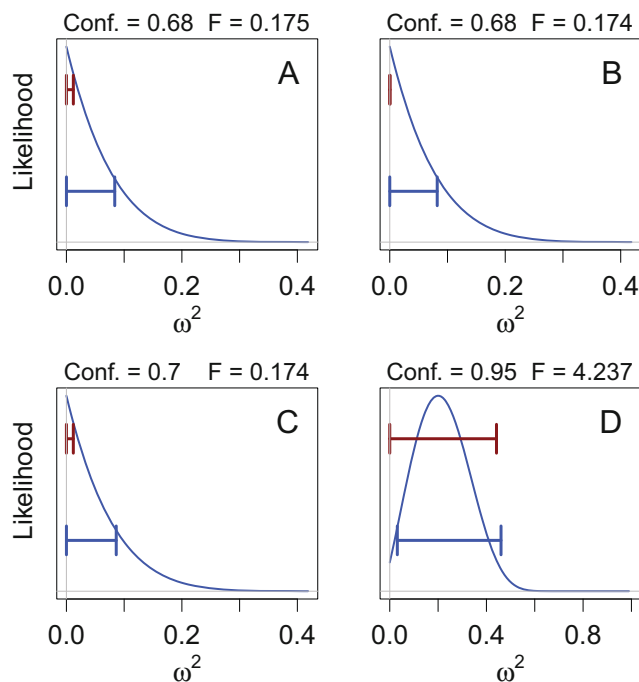 Conf. = 0.68 F = 0.175
Conf. = 0.68 F = 0.174
A
B
Likelihood
0.0 0.2 0.4
0.0 0.2 0.4
ω²
ω²
Conf. = 0.7 F = 0.174
Conf. = 0.95 F = 4.237
C
D
Likelihood
0.0 0.2 0.4
0.0 0.4 0.8
ω²
ω²